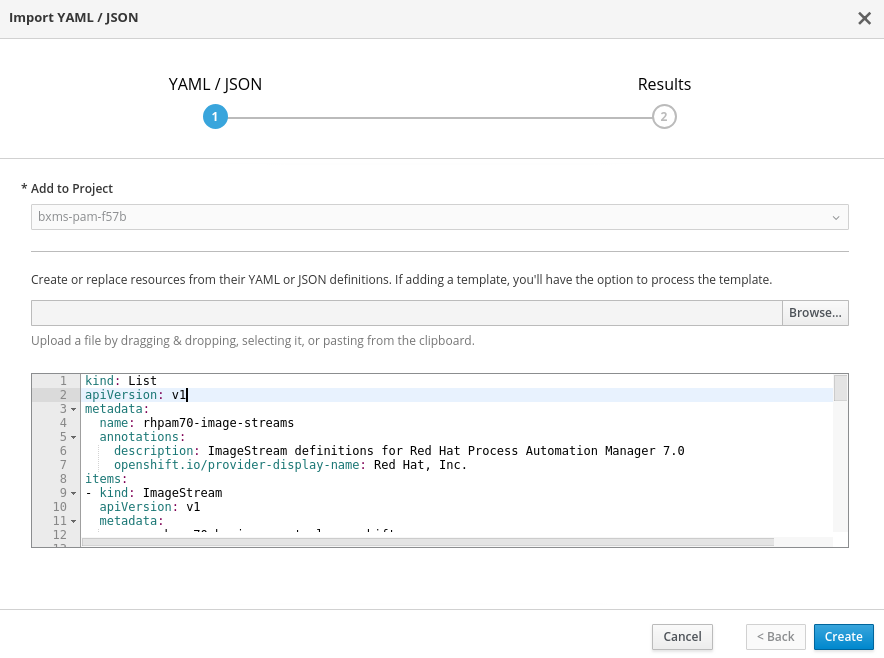 Import YAML / JSON
YAML / JSON
Results
1
2
* Add to Project
bxms-pam-f57b
Create or replace resources from their YAML or JSON definitions. If adding a template, you'll have the option to process the template.
Browse...
Upload a file by dragging & dropping, selecting it, or pasting from the clipboard.
1 kind: List
2 apiVersion: v1
3 metadata:
4 name: rhpam70-image-streams
5 annotations:
6 description: ImageStream definitions for Red Hat Process Automation Manager 7.0
7 openshift.io/provider-display-name: Red Hat, Inc.
8 items:
9 - kind: ImageStream
10 apiVersion: v1
11 metadata:
12
Cancel
< Back
Create